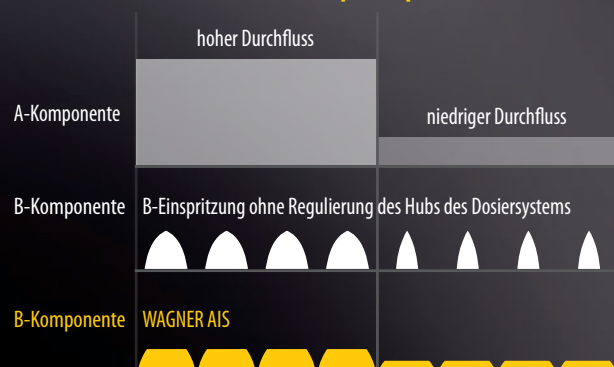 hoher Durchfluss
A-Komponente
niedriger Durchfluss
B-Komponente B-Einspritzung ohne Regulierung des Hubs des Dosiersystems
B-Komponente WAGNER AIS